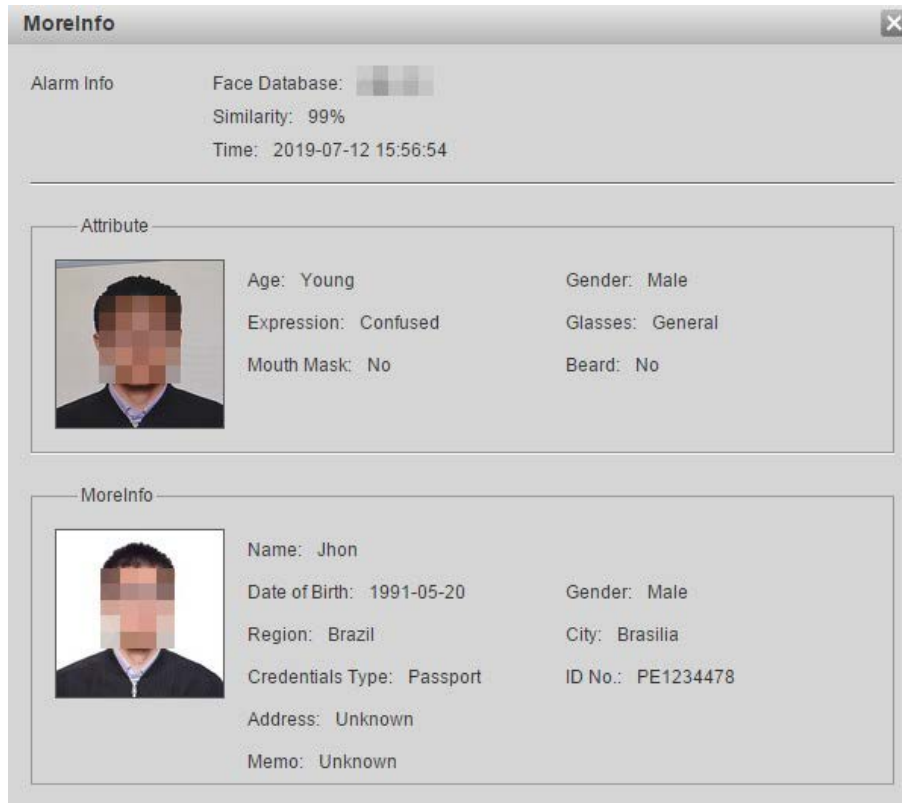 MoreInfo
Alarm Info Face Database:
Similarity: 99%
Time: 2019-07-12 15:56:54
Attribute
Age: Young Gender: Male
Expression: Confused Glasses: General
Mouth Mask: No Beard: No
MoreInfo
Name: Jhon
Date of Birth: 1991-05-20 Gender: Male
Region: Brazil City: Brasilia
Credentials Type: Passport ID No.: PE1234478
Address: Unknown
Memo: Unknown